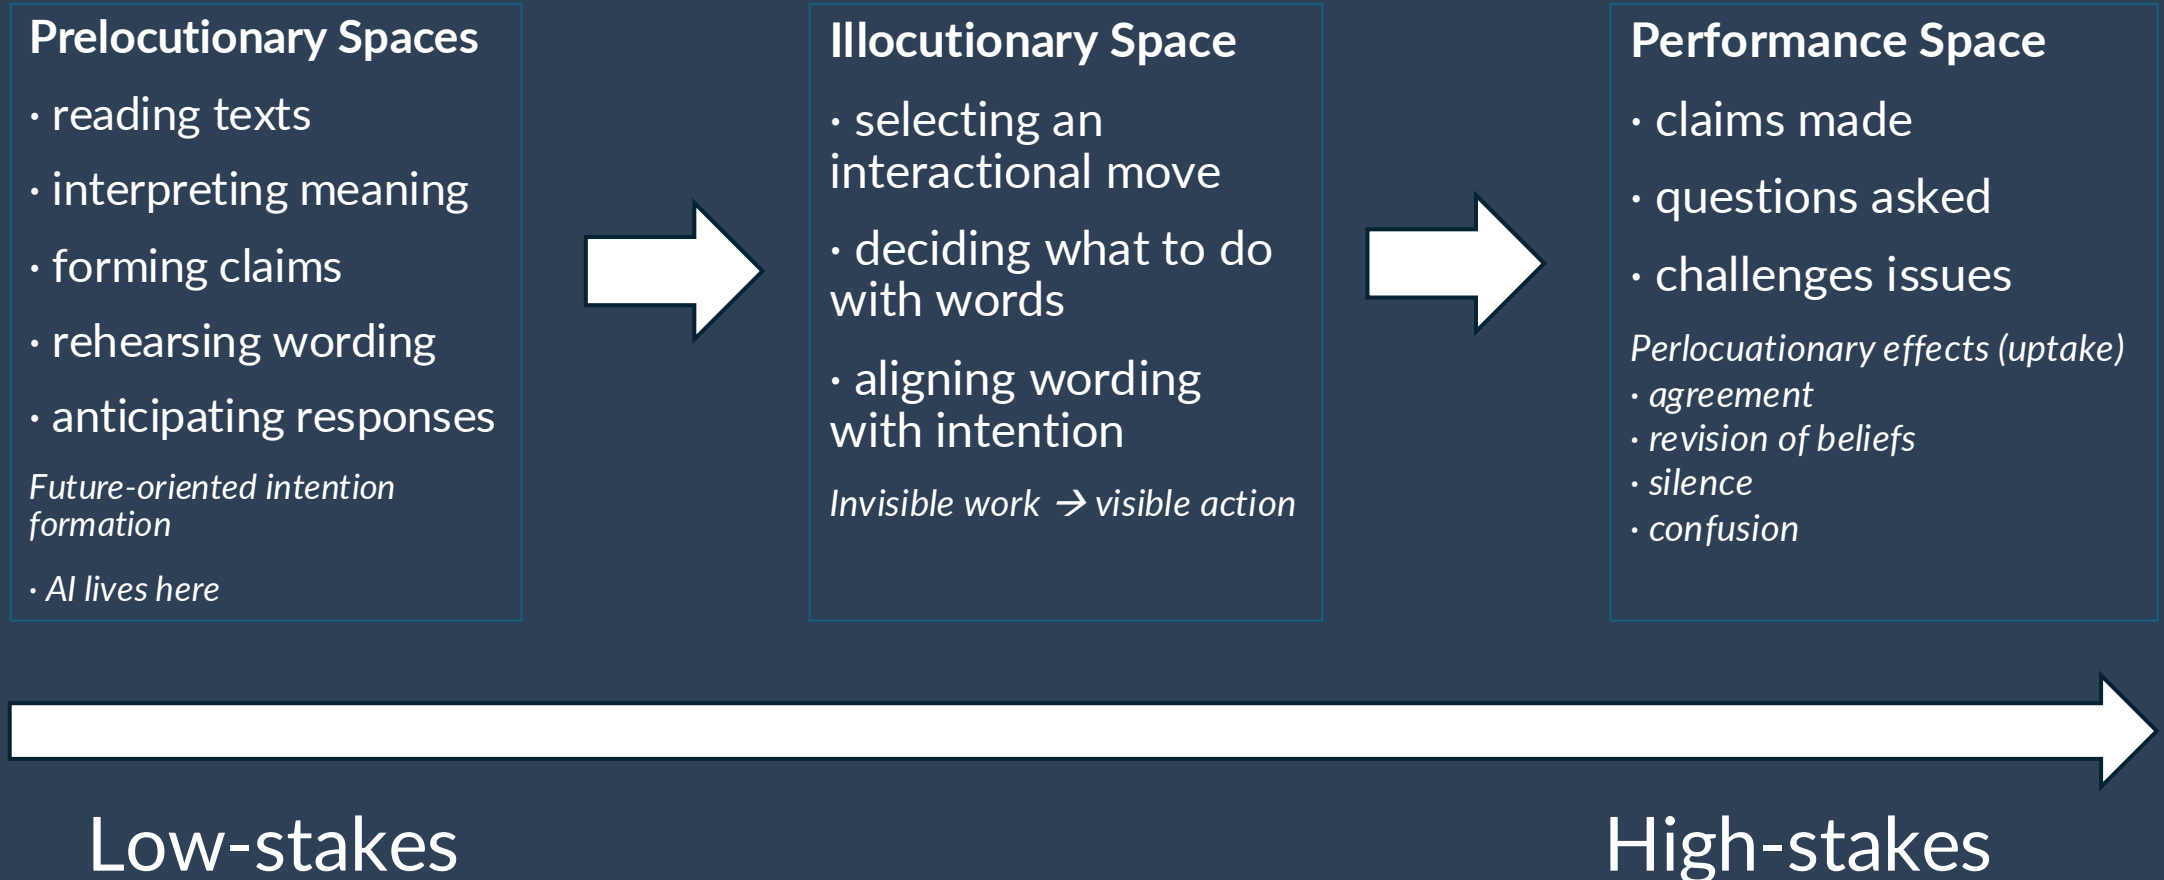 Prelocutionary Spaces
· reading texts
· interpreting meaning
· forming claims
· rehearsing wording
· anticipating responses
Future-oriented intention
formation
· AI lives here
Illocutionary Space
· selecting an
interactional move
· deciding what to do
with words
· aligning wording
with intention
Invisible work → visible action
Performance Space
· claims made
· questions asked
· challenges issues
Perlocuationary effects (uptake)
· agreement
· revision of beliefs
· silence
· confusion
Low-stakes
High-stakes